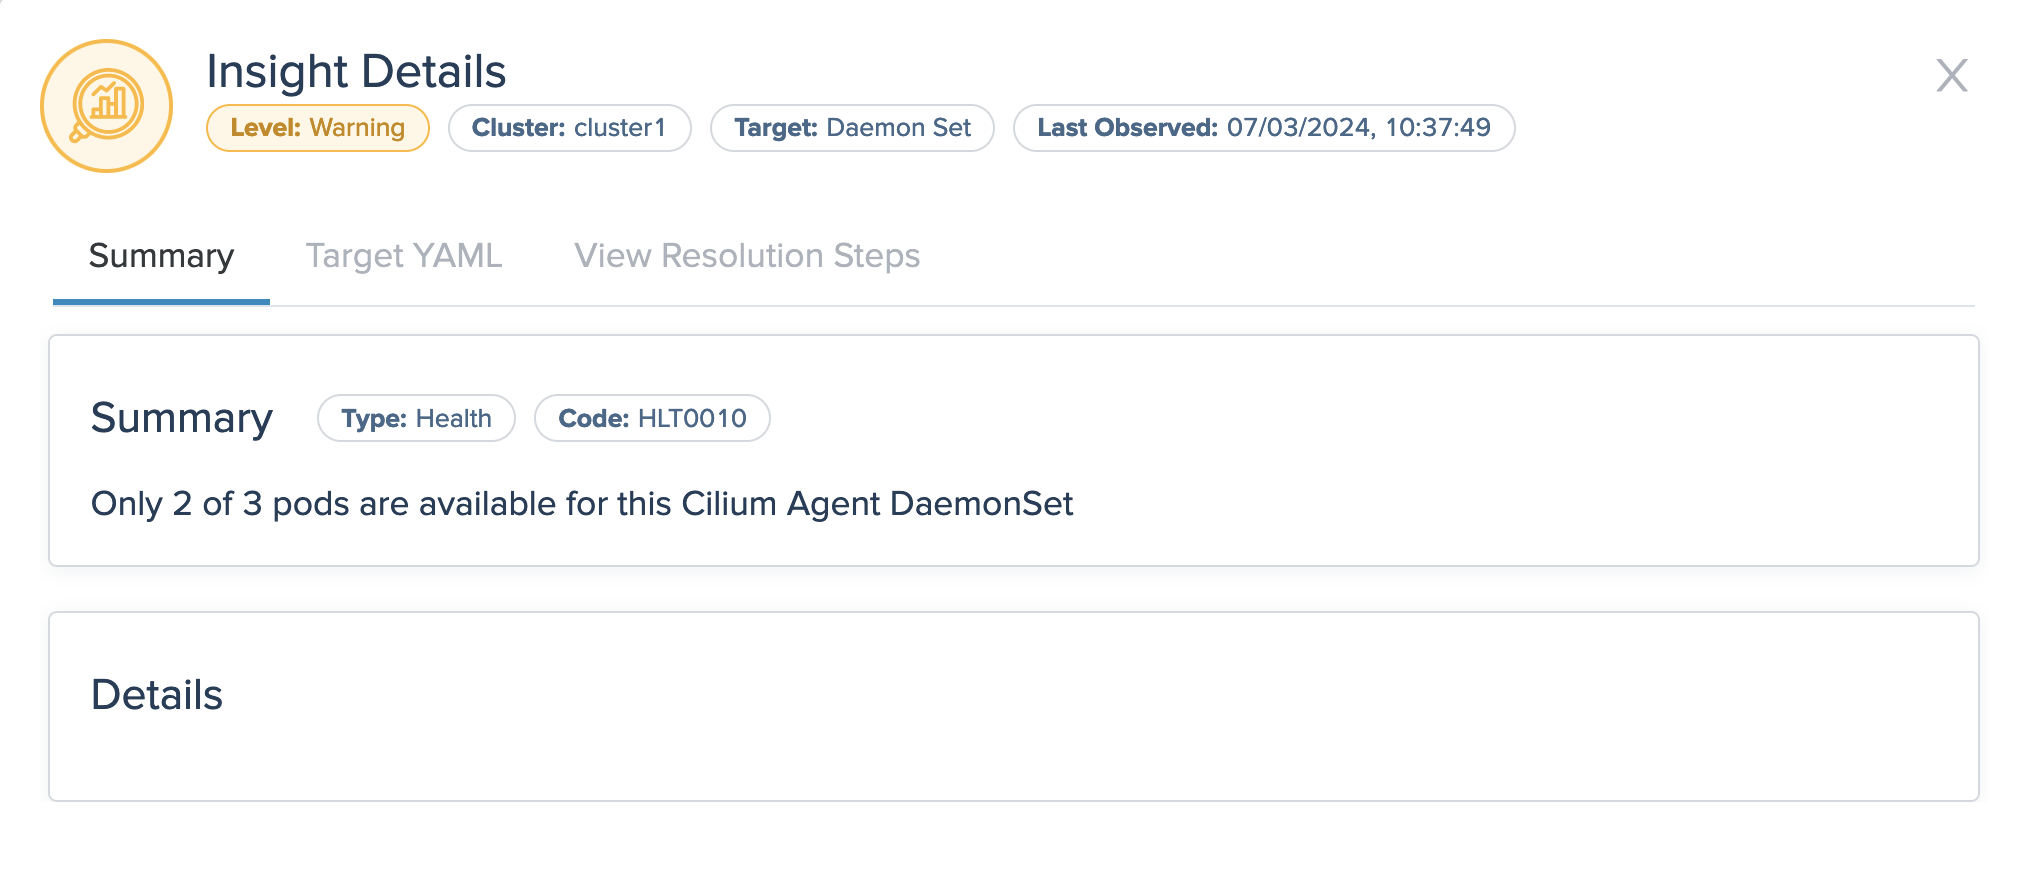 Insight Details
Level: Warning Cluster: cluster1 Target: Daemon Set Last Observed: 07/03/2024, 10:37:49
Summary Target YAML View Resolution Steps
Summary Type: Health Code: HLT0010
Only 2 of 3 pods are available for this Cilium Agent DaemonSet
Details